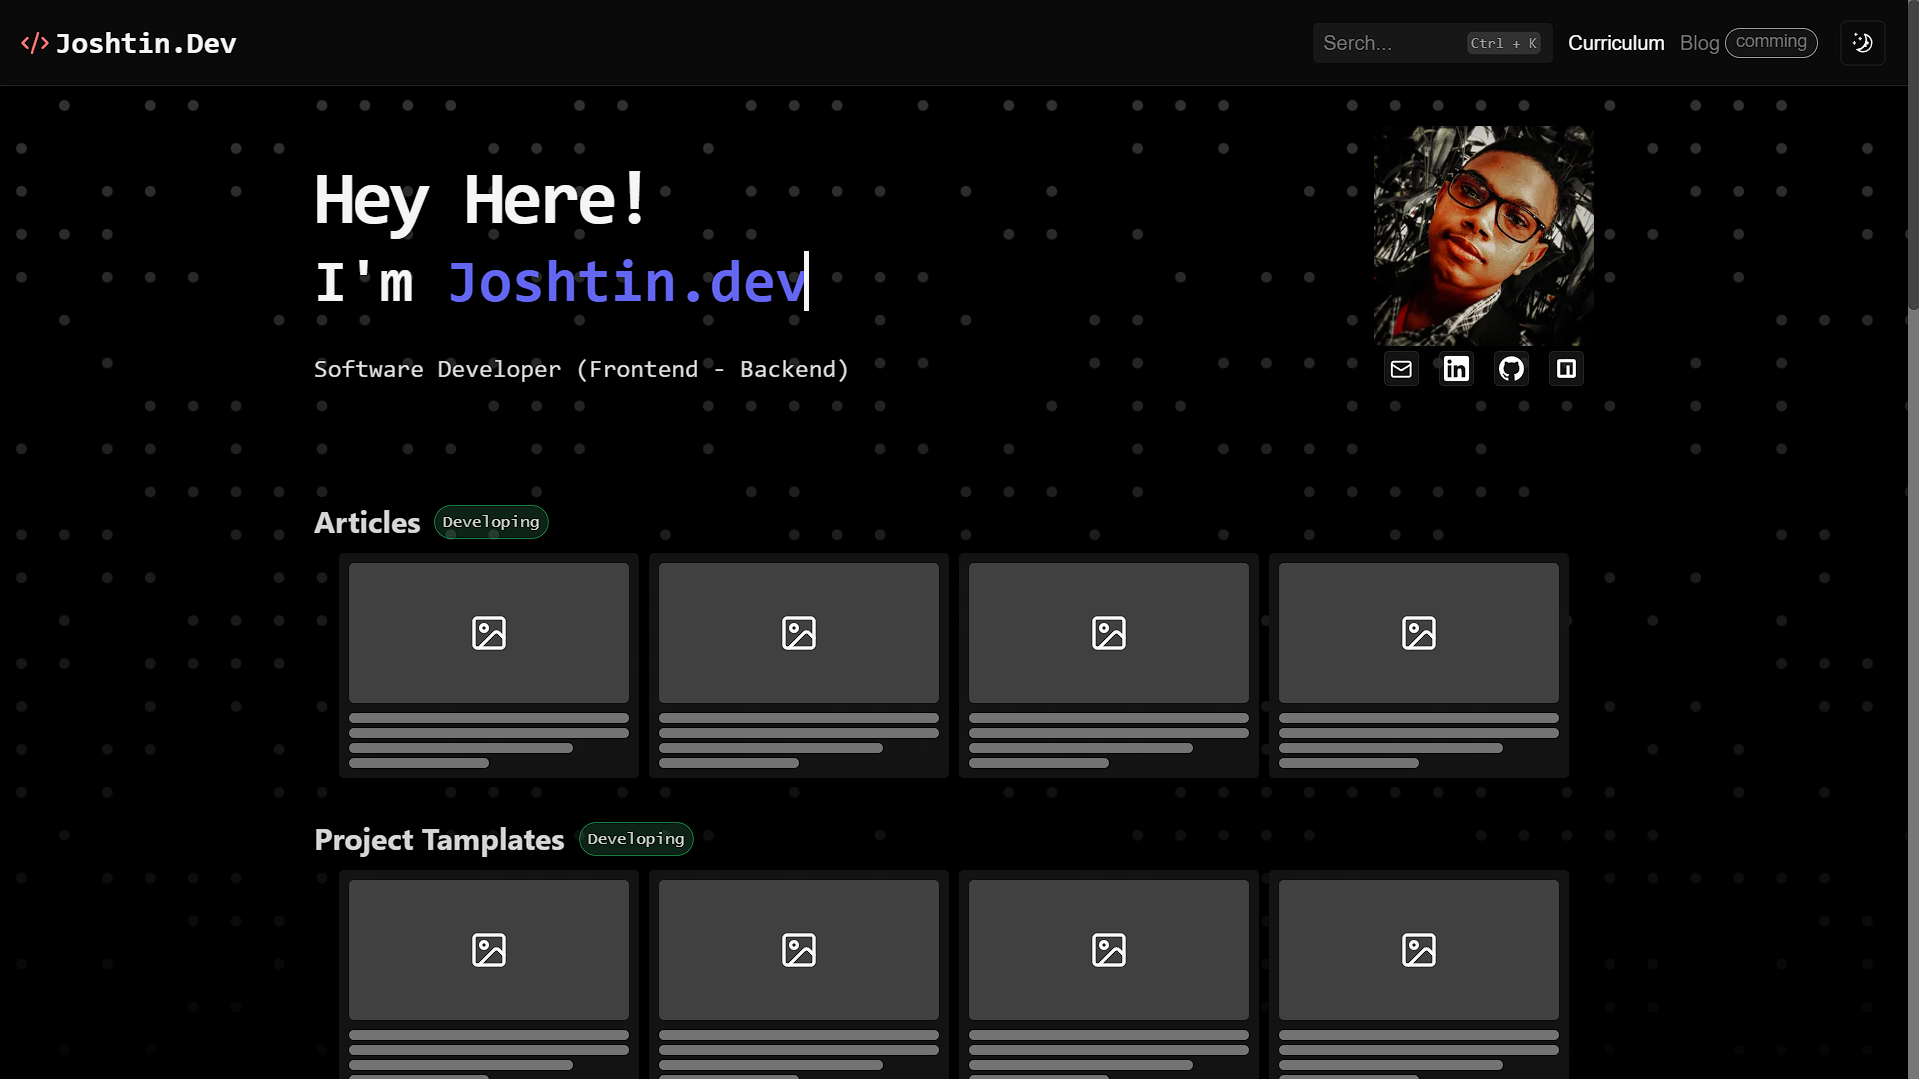 </> Joshtin.Dev
Serch... Ctrl + K Curriculum Blog comming
Hey Here!
I'm Joshtin.dev
Software Developer (Frontend - Backend)
in
Articles Developing
Project Tamplates Developing